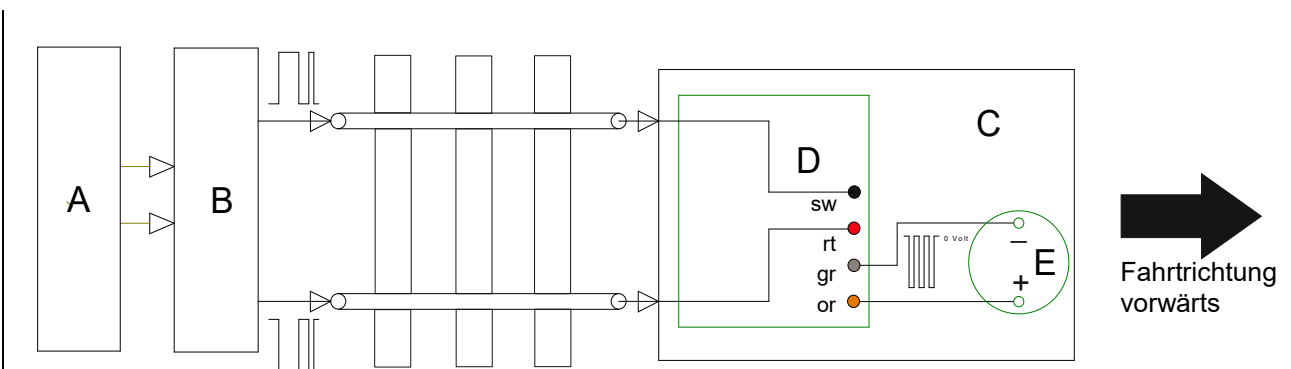 A
B
C
D
sw
rt
gr
or
0 Volt
–
E
+
Fahrtrichtung
vorwärts